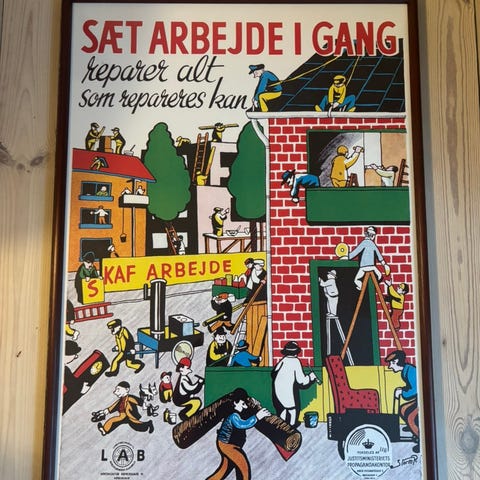 SÆT ARBEJDE I GANG
reparer alt
som repareres kan
SKAF ARBEJDE
LAB
JUSTITSMINISTERIETS
PROPAGANDAKONTOR